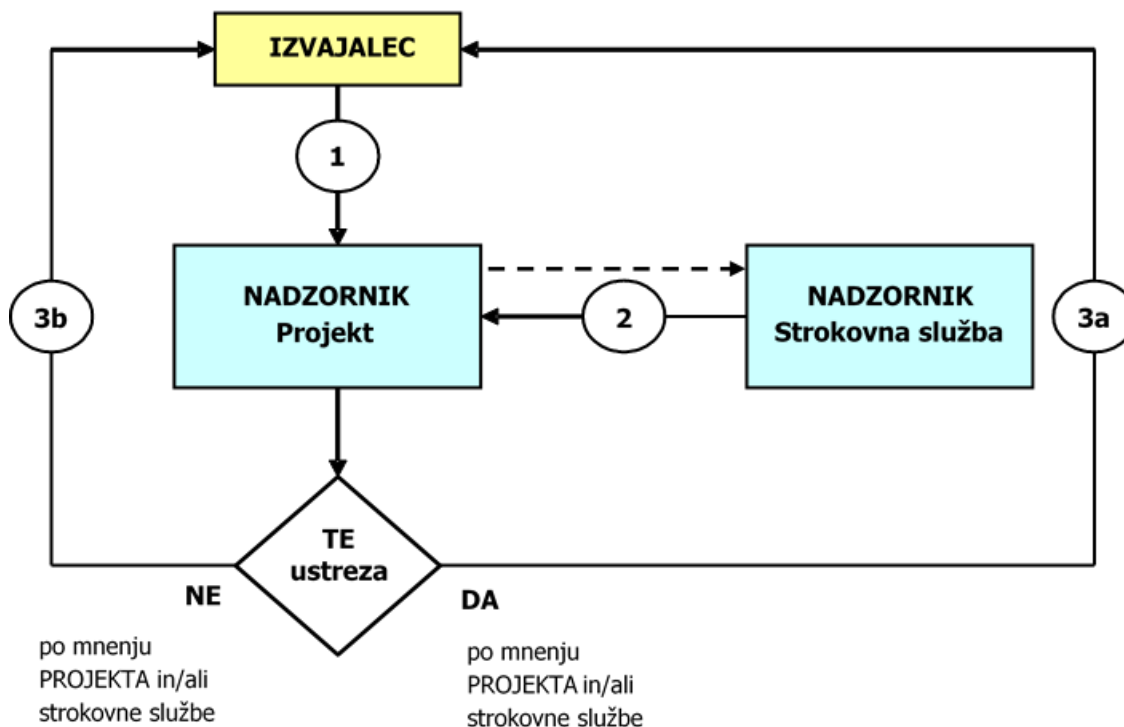 IZVAJALEC
1
NADZORNIK
Projekt
2
NADZORNIK
Strokovna služba
3b
3a
TE
ustreza
NE
DA
po mnenju
PROJEKTA in/ali
strokovne službe
po mnenju
PROJEKTA in/ali
strokovne službe